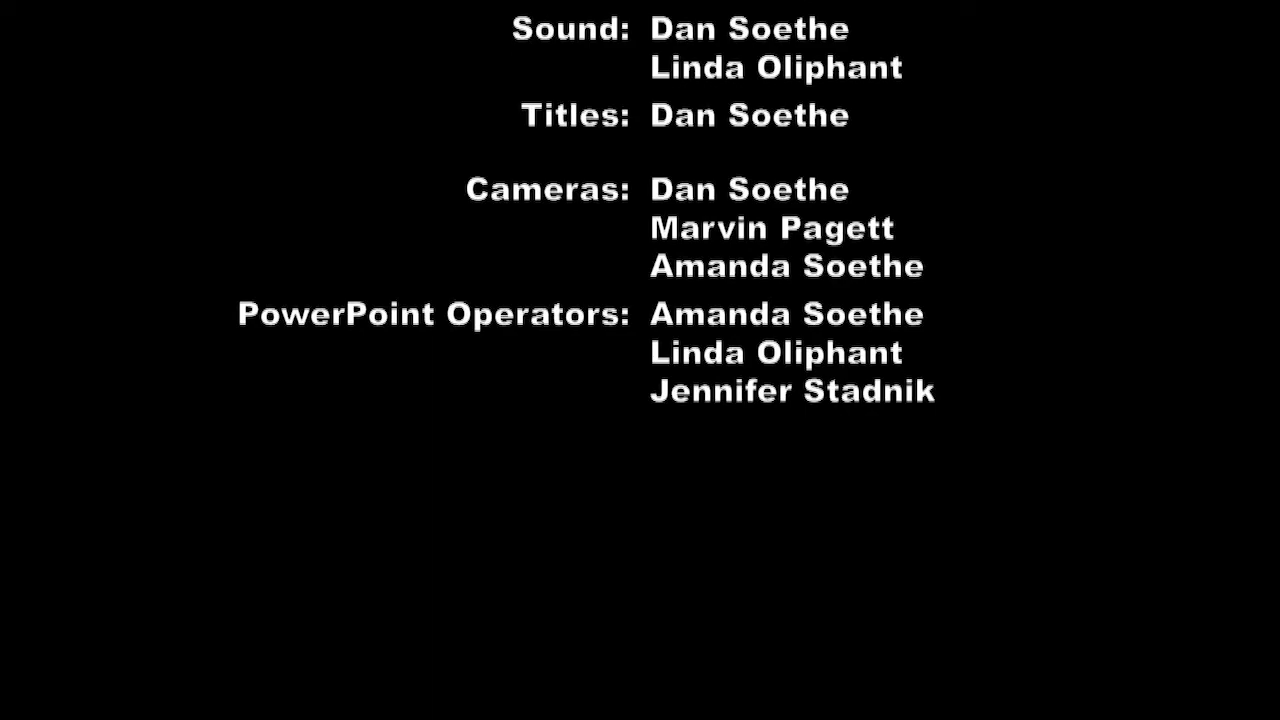 Sound: Dan Soethe
Linda Oliphant
Titles: Dan Soethe
Cameras: Dan Soethe
Marvin Pagett
Amanda Soethe
PowerPoint Operators: Amanda Soethe
Linda Oliphant
Jennifer Stadnik